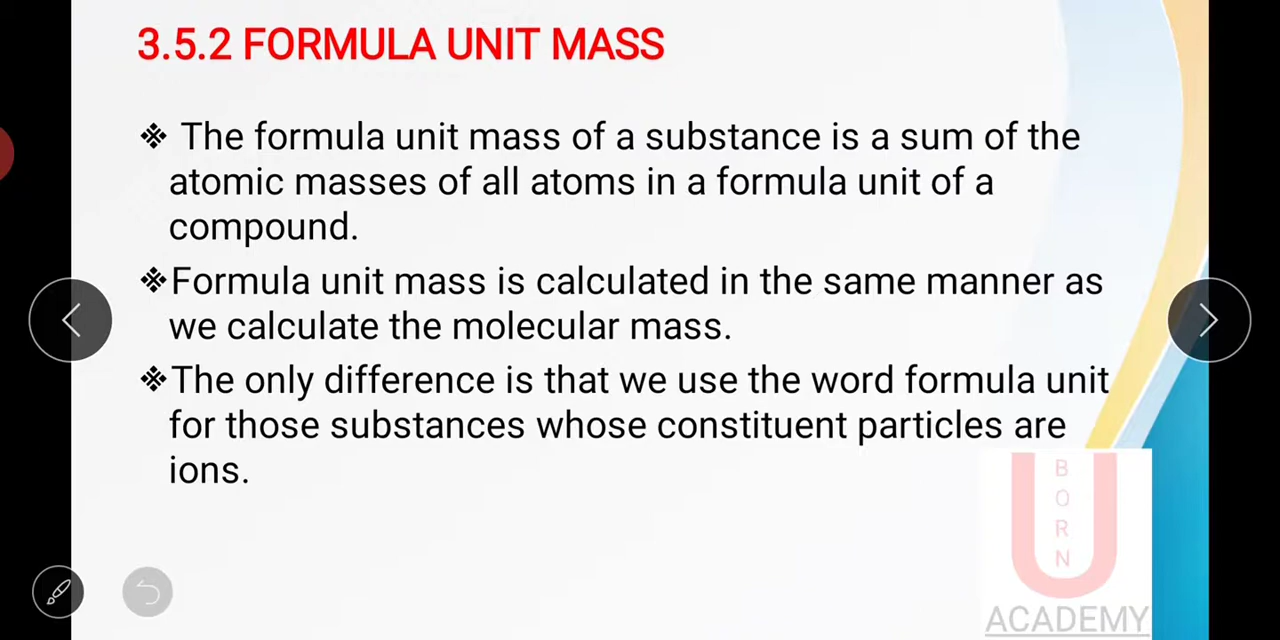 3.5.2 FORMULA UNIT MASS
❖ The formula unit mass of a substance is a sum of the
atomic masses of all atoms in a formula unit of a
compound.
❖Formula unit mass is calculated in the same manner as
we calculate the molecular mass.
❖The only difference is that we use the word formula unit
for those substances whose constituent particles are
ions.
U
B
O
R
N
ACADEMY